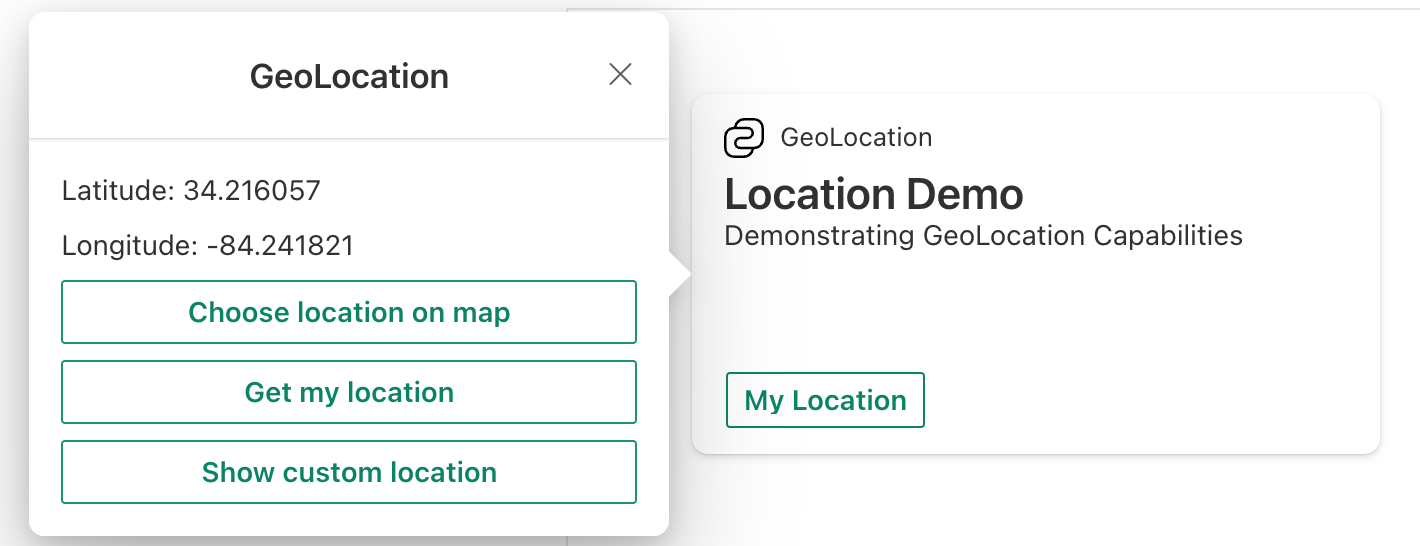 GeoLocation
Latitude: 34.216057
Longitude: -84.241821
Choose location on map
Get my location
Show custom location
GeoLocation
Location Demo
Demonstrating GeoLocation Capabilities
My Location